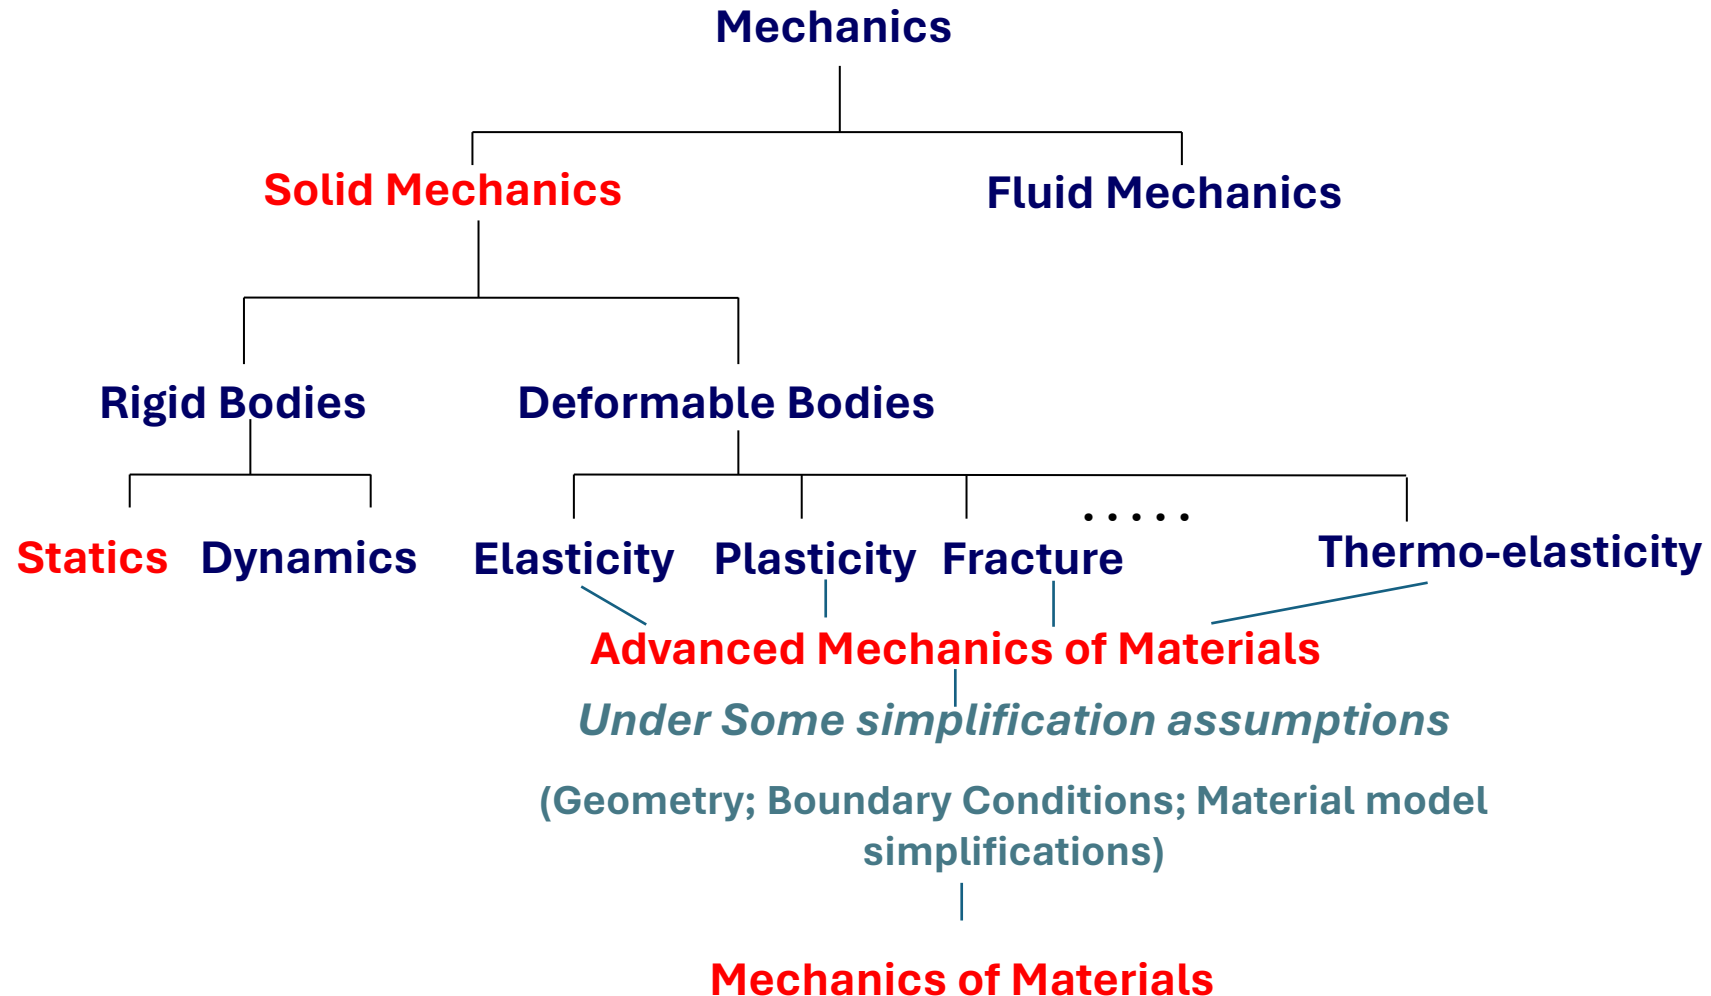 Mechanics
Solid Mechanics
Fluid Mechanics
Rigid Bodies
Deformable Bodies
.....
Statics
Dynamics
Elasticity
Plasticity
Fracture
Thermo-elasticity
Advanced Mechanics of Materials
Under Some simplification assumptions
(Geometry; Boundary Conditions; Material model
simplifications)
Mechanics of Materials